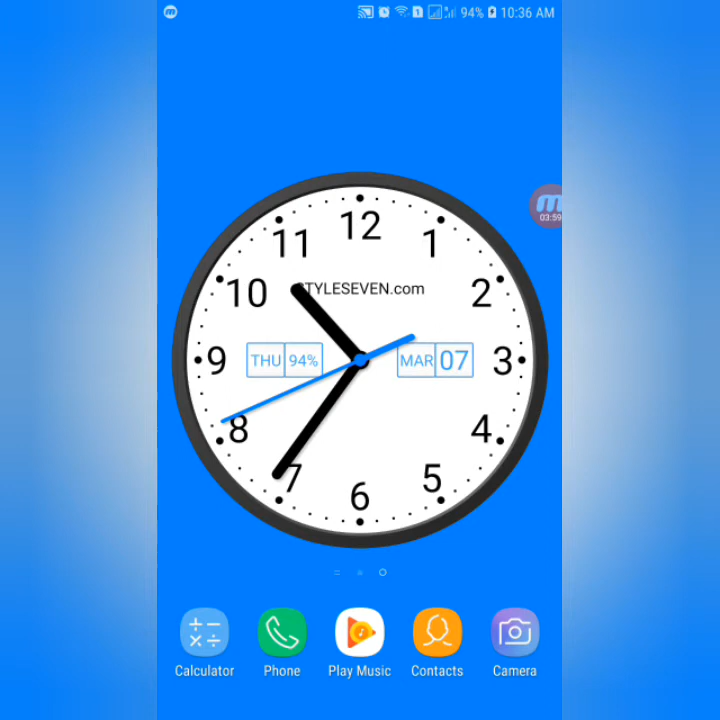 94% 10:36 AM
03:59
12
11 1
STYLESEVEN.com
10 2
THU 94% MAR 07
9 3
8 4
7 5
6
Calculator Phone Play Music Contacts Camera